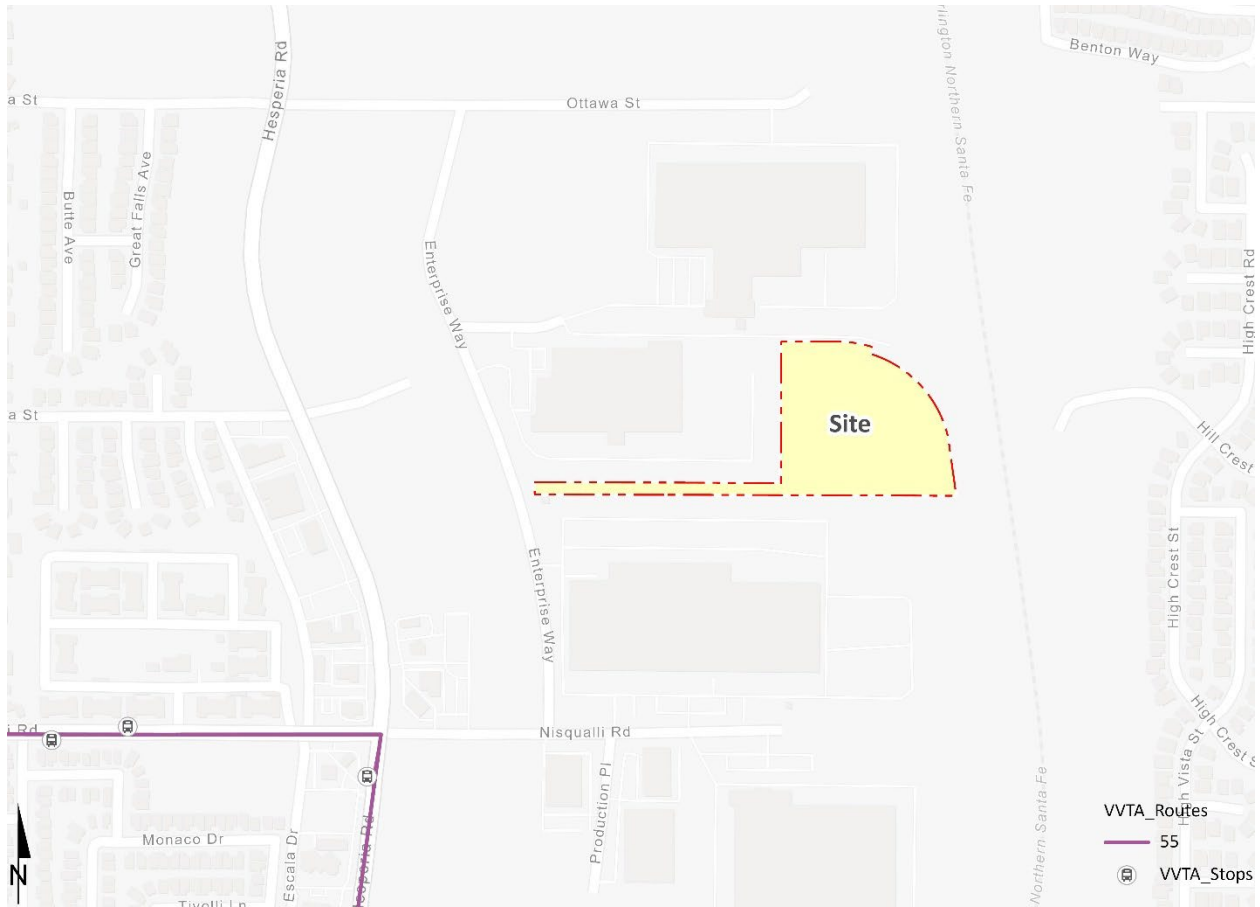 Hesperia Rd
a St
Ottawa St
rlington Northern Santa Fe
Benton Way
Butte Ave
Great Falls Ave
Enterprise Way
High Crest Rd
Site
a St
Hill Crest
High Crest St
Enterprise Way
i Rd
Nisqualli Rd
High Crest S
High Vista St
Production Pl
Hesperia Rd
Escala Dr
Monaco Dr
Tivolli Ln
Northern Santa Fe
N
VVTA_Routes
55
VVTA_Stops